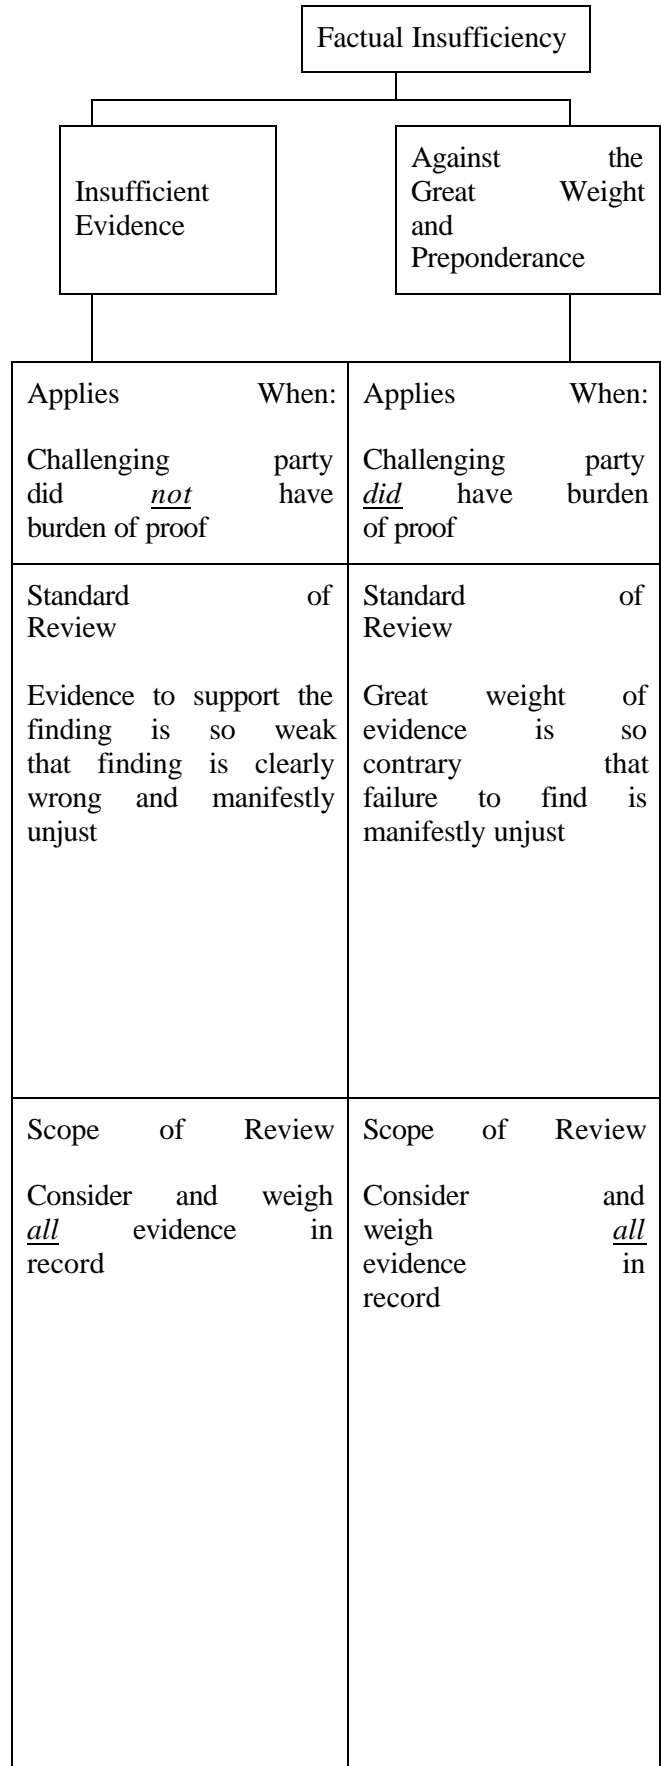 Factual Insufficiency
Insufficient
Evidence
Against the
Great Weight
and
Preponderance
Applies When:
Challenging party
did not have
burden of proof
Applies When:
Challenging party
did have burden
of proof
Standard of
Review
Evidence to support the
finding is so weak
that finding is clearly
wrong and manifestly
unjust
Standard of
Review
Great weight of
evidence is so
contrary that
failure to find is
manifestly unjust
Scope of Review
Consider and weigh
all evidence in
record
Scope of Review
Consider and
weigh all
evidence in
record